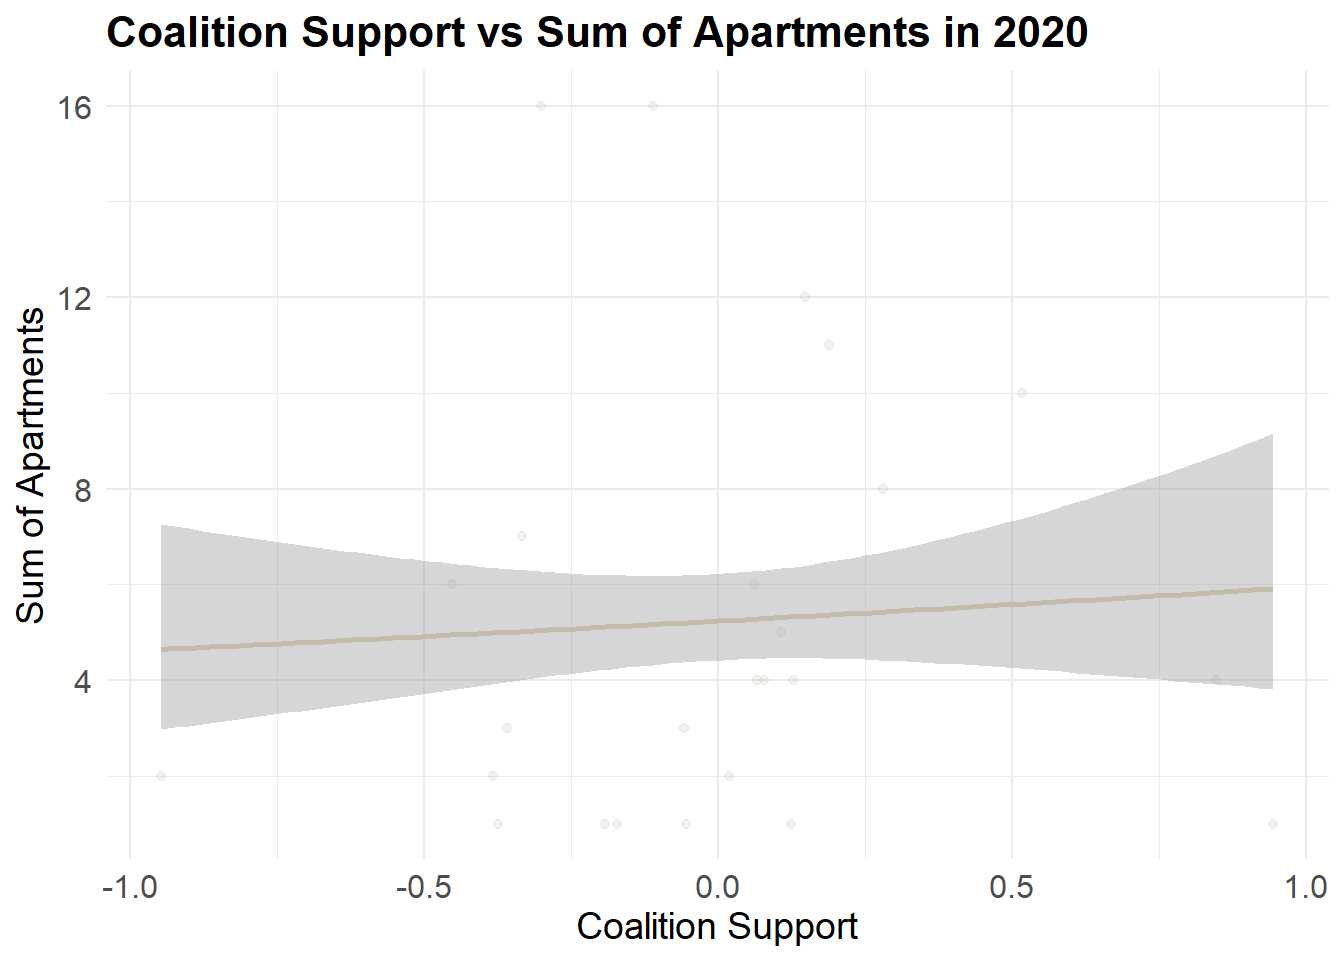 Coalition Support vs Sum of Apartments in 2020
Sum of Apartments
16
12
8
4
-1.0 -0.5 0.0 0.5 1.0
Coalition Support